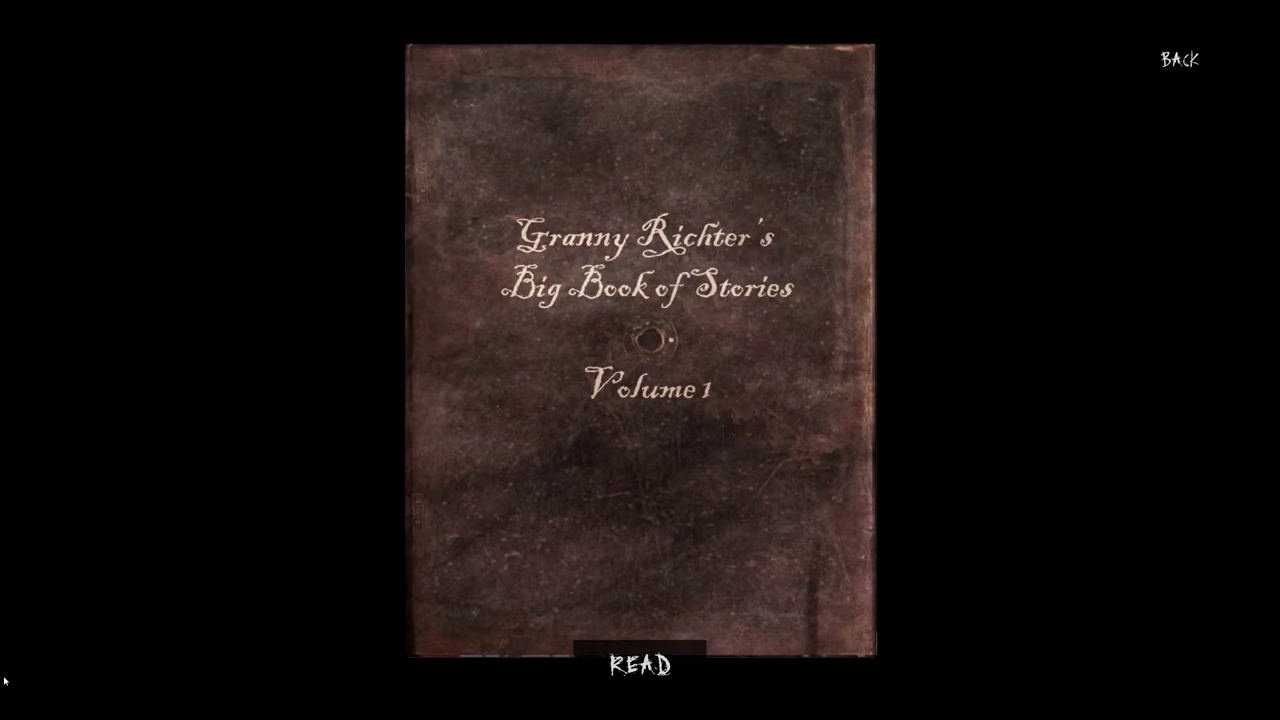 BACK
Granny Richter's
Big Book of Stories
Volume 1
READ